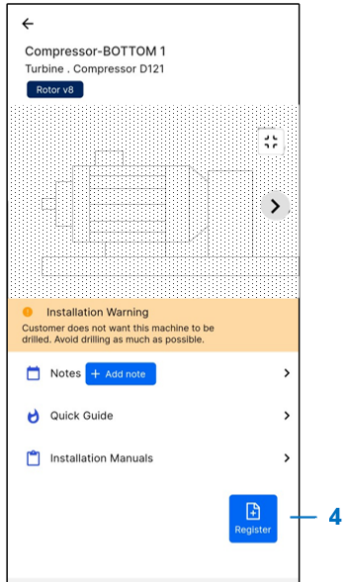 Compressor-BOTTOM 1
Turbine . Compressor D121
Rotor v8
Installation Warning
Customer does not want this machine to be
drilled. Avoid drilling as much as possible.
Notes + Add note
Quick Guide
Installation Manuals
Register
4